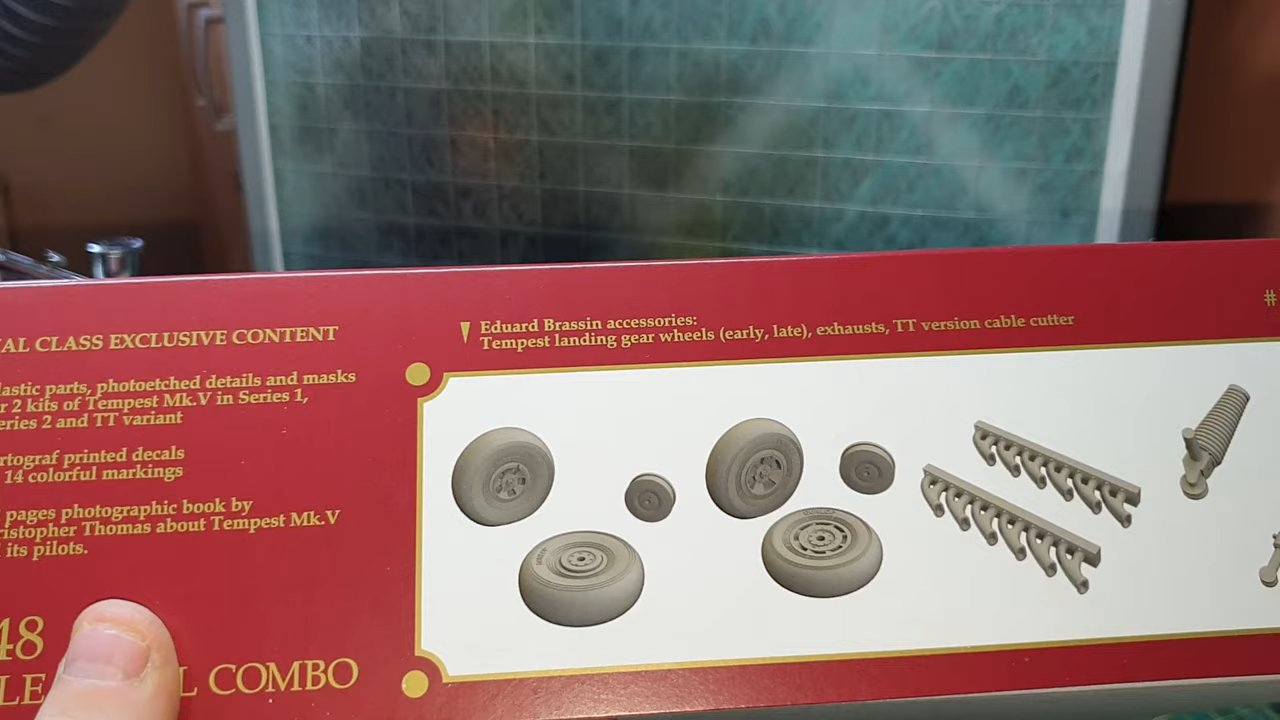 AL CLASS EXCLUSIVE CONTENT
lastic parts, photoetched details and masks
r 2 kits of Tempest Mk.V in Series 1,
eries 2 and TT variant
rtograf printed decals
14 colorful markings
pages photographic book by
ristopher Thomas about Tempest Mk.V
its pilots.
48
LE L COMBO
Eduard Brassin accessories:
Tempest landing gear wheels (early, late), exhausts, TT version cable cutter
#